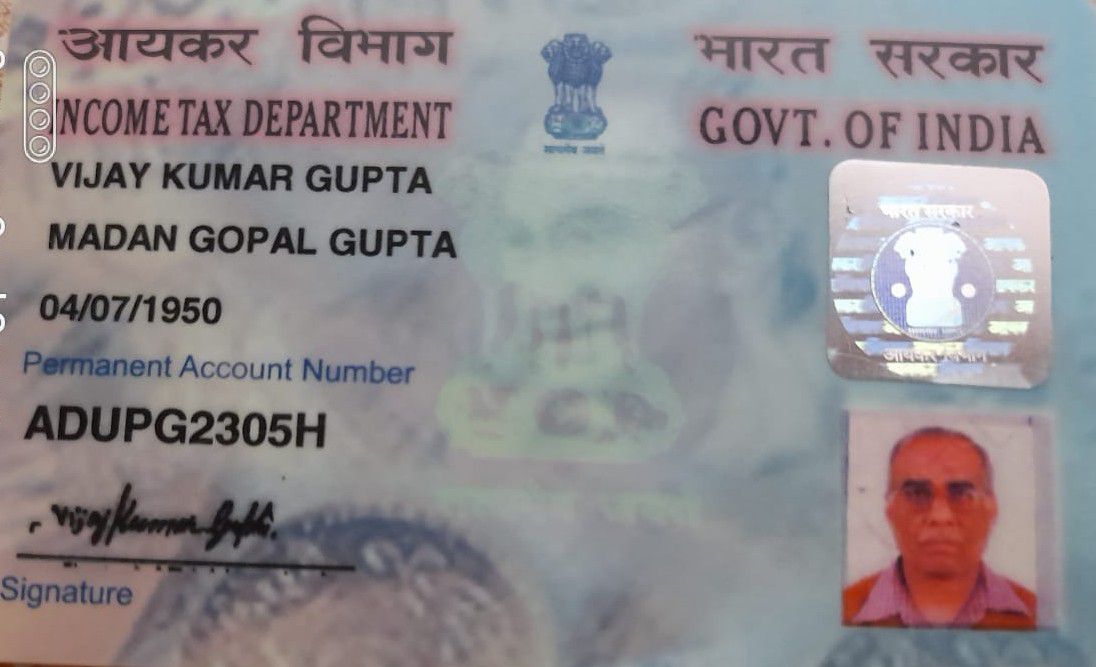 आयकर विभाग
भारत सरकार
INCOME TAX DEPARTMENT
GOVT. OF INDIA
सत्यमेव जयते
VIJAY KUMAR GUPTA
MADAN GOPAL GUPTA
04/07/1950
Permanent Account Number
ADUPG2305H
Vijay Kumar Gupta
Signature
भारत सरकार
आयकर विभाग